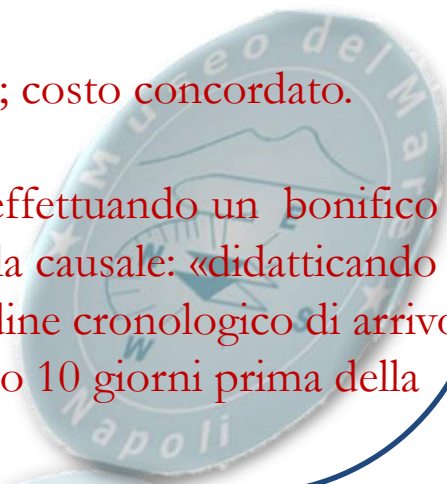 ; costo concordato.
effettuando un bonifico
la causale: «didatticando
dine cronologico di arrivo
o 10 giorni prima della
Museo del Mare
Napoli
N
E
S
W